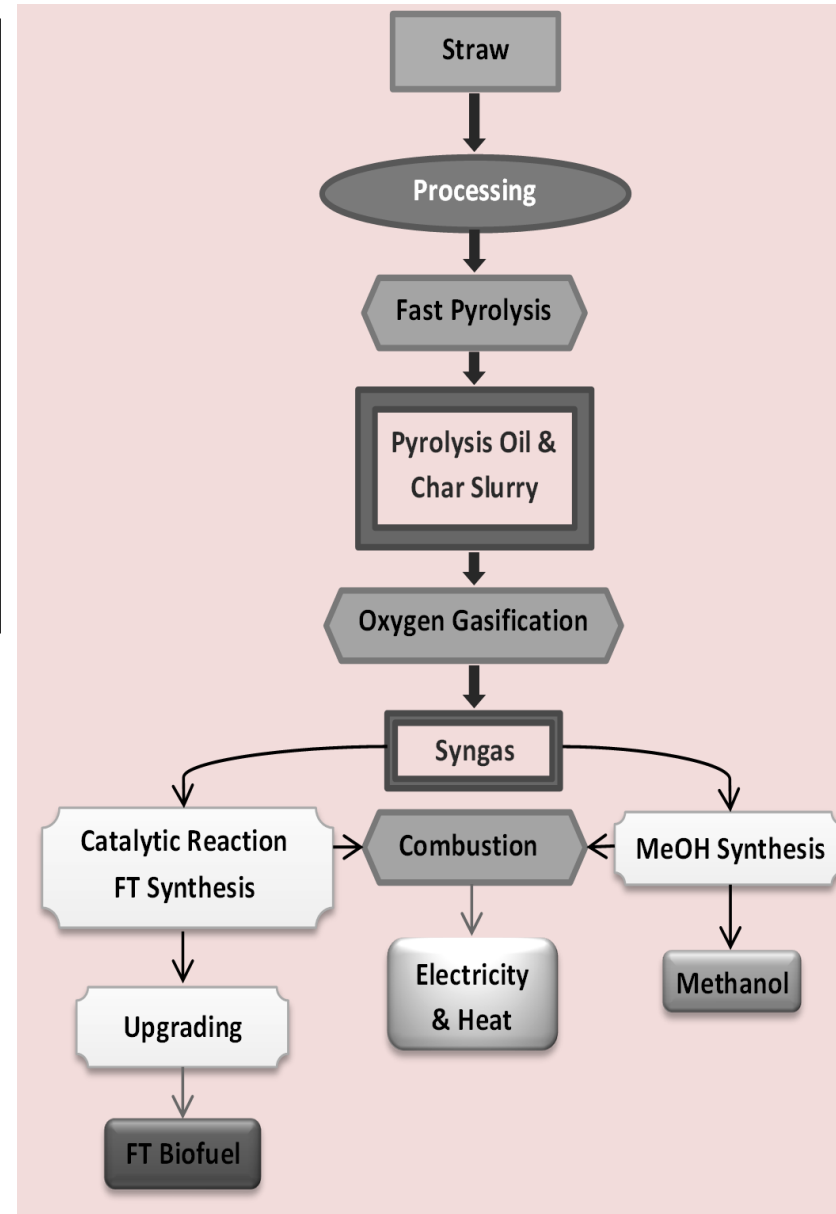 Straw
Processing
Fast Pyrolysis
Pyrolysis Oil &
Char Slurry
Oxygen Gasification
Syngas
Catalytic Reaction
FT Synthesis
Combustion
MeOH Synthesis
Electricity
& Heat
Methanol
Upgrading
FT Biofuel